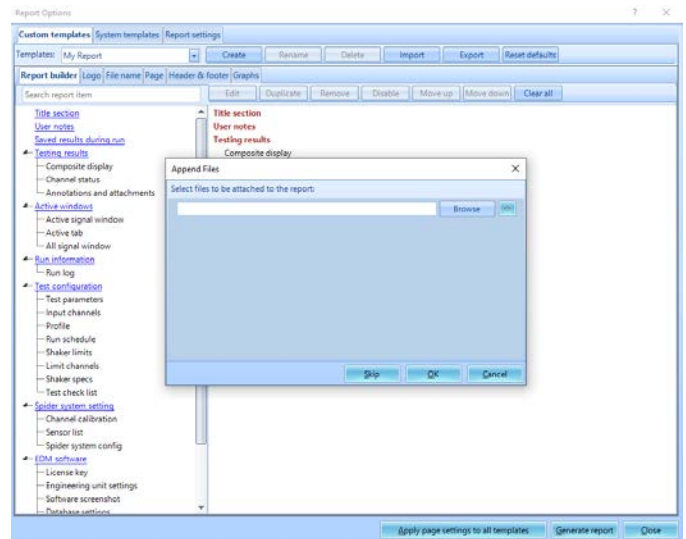 Report Options
Custom templates System templates Report settings
Templates: My Report Create Rename Delete Import Export Reset defaults
Report builder Logo File name Page Header & footer Graphs
Search report item Edit Duplicate Remove Disable Move up Move down Clear all
Title section
User notes
Saved results during run
Testing results
Composite display
Channel status
Annotations and attachments
Active windows
Active signal window
Active tab
All signal window
Run information
Run log
Test configuration
Test parameters
Input channels
Profile
Run schedule
Shaker limits
Limit channels
Shaker specs
Test check list
Spider system setting
Channel calibration
Sensor list
Spider system config
EDM software
License key
Engineering unit settings
Software screenshot
Database settings
Title section
User notes
Testing results
Composite display
Append Files
Select files to be attached to the report:
Browse
Skip OK Cancel
Apply page settings to all templates Generate report Close